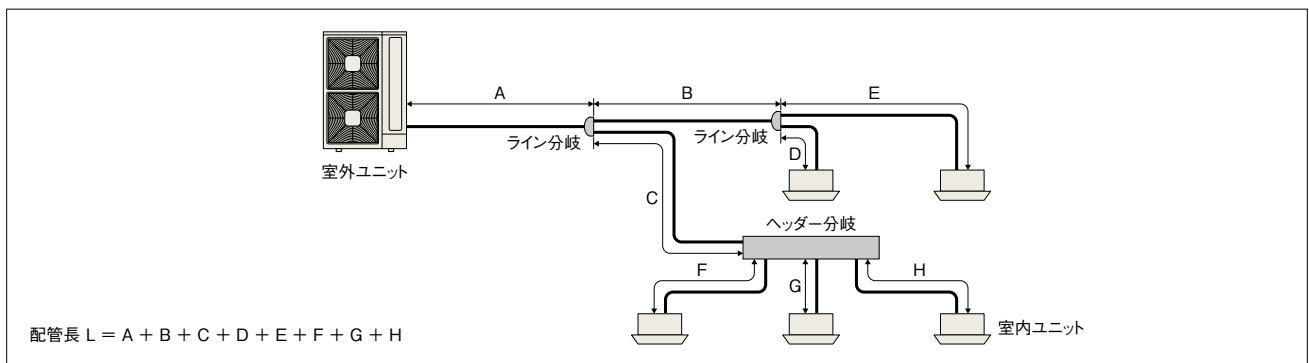 A
B
E
ライン分岐
ライン分岐
D
室外ユニット
C
ヘッダー分岐
F
G
H
配管長 L = A + B + C + D + E + F + G + H
室内ユニット